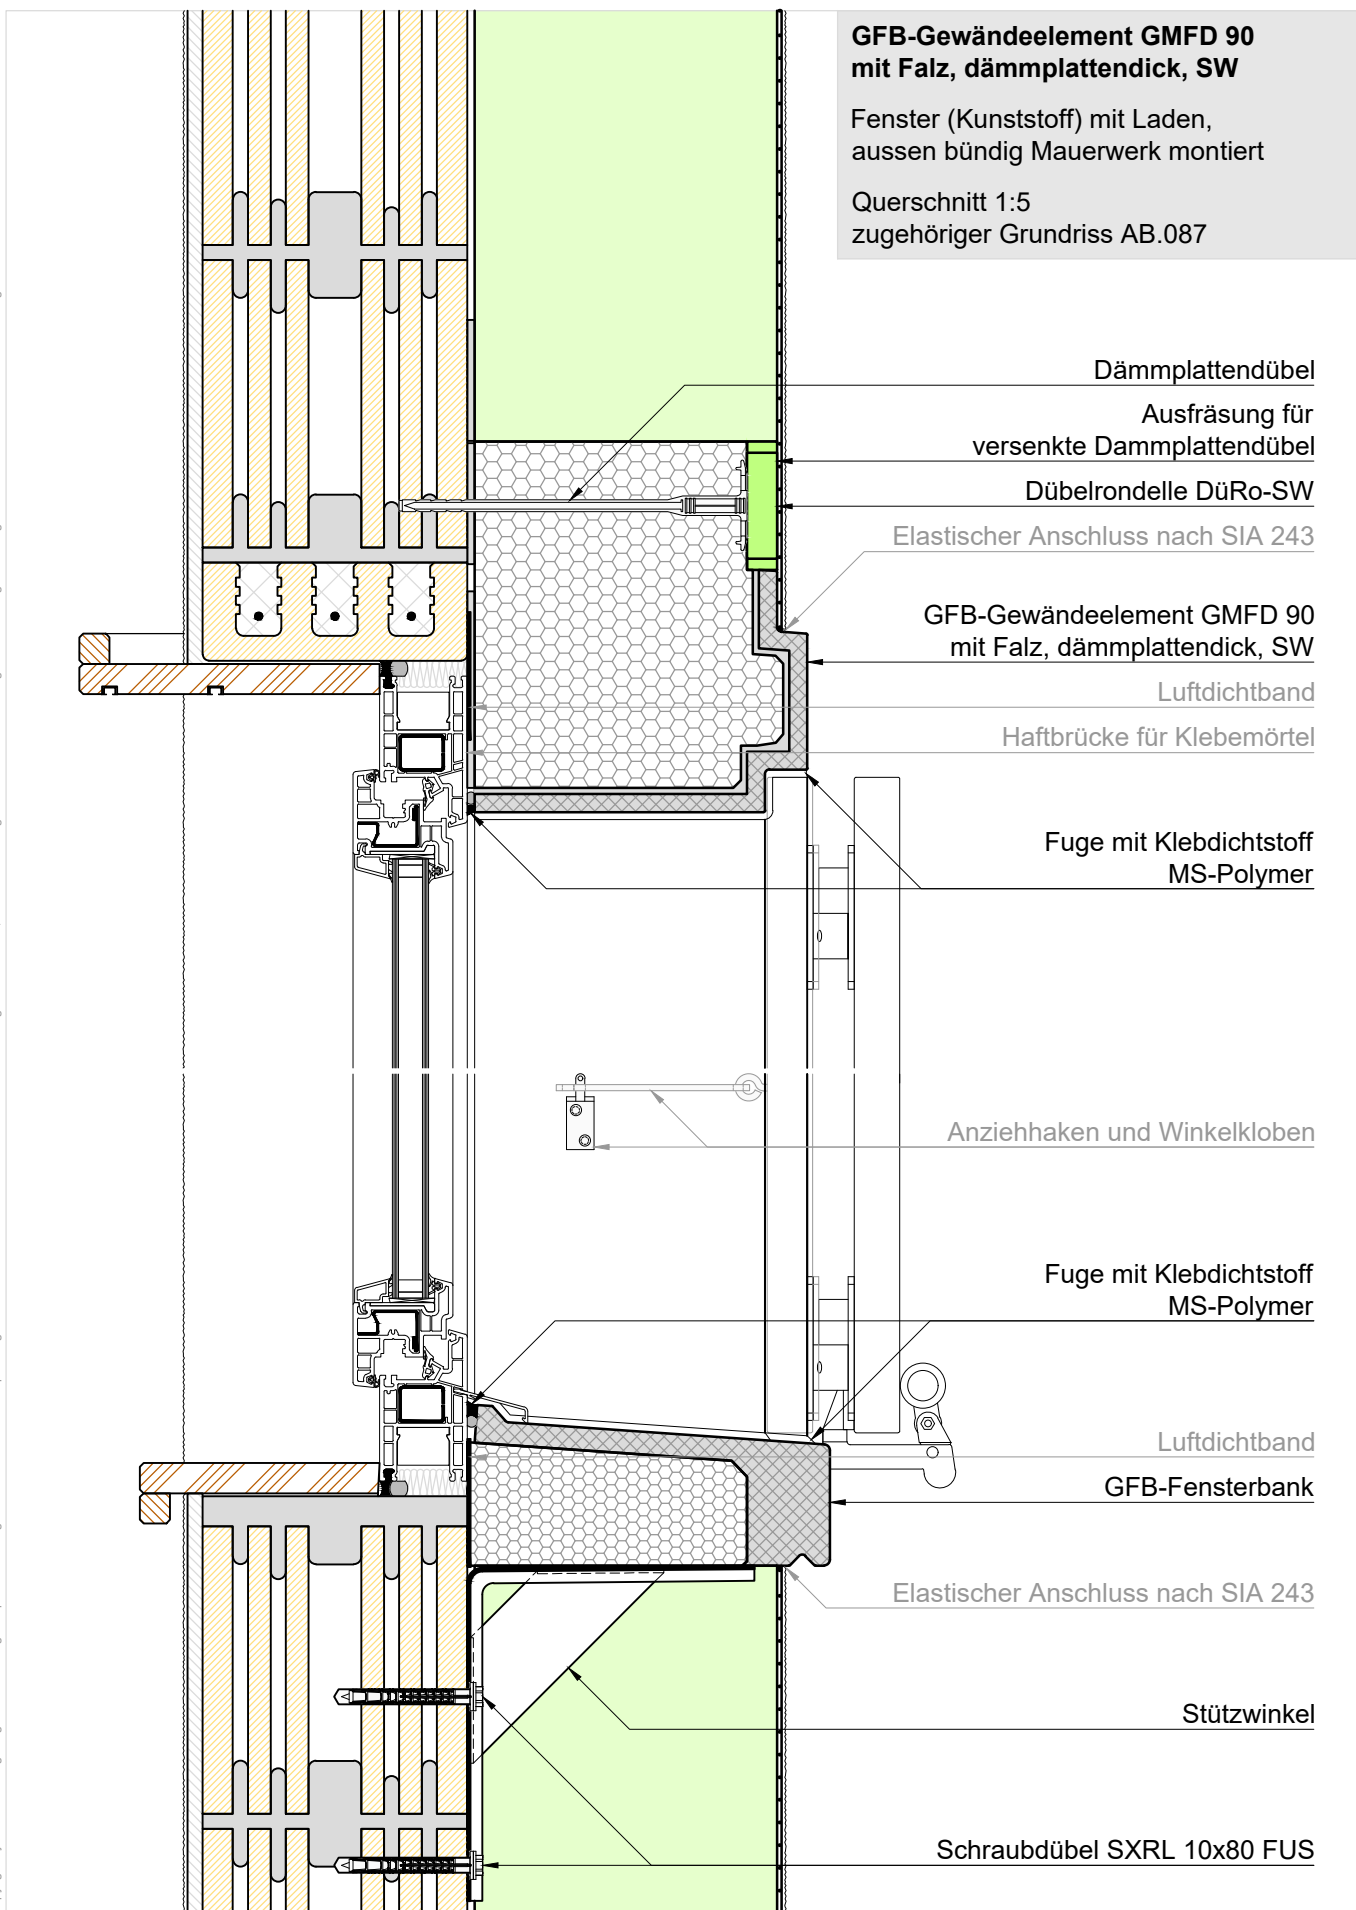 GFB-Gewändeelement GMFD 90
mit Falz, dämmplattendick, SW
Fenster (Kunststoff) mit Laden,
aussen bündig Mauerwerk montiert
Querschnitt 1:5
zugehöriger Grundriss AB.087
Dämmplattendübel
Ausfräsung für
versenkte Dammplattendübel
Dübelrondelle DüRo-SW
Elastischer Anschluss nach SIA 243
GFB-Gewändeelement GMFD 90
mit Falz, dämmplattendick, SW
Luftdichtband
Haftbrücke für Klebemörtel
Fuge mit Klebdichtstoff
MS-Polymer
Anziehhaken und Winkelkloben
Fuge mit Klebdichtstoff
MS-Polymer
Luftdichtband
GFB-Fensterbank
Elastischer Anschluss nach SIA 243
Stützwinkel
Schraubdübel SXRL 10x80 FUS